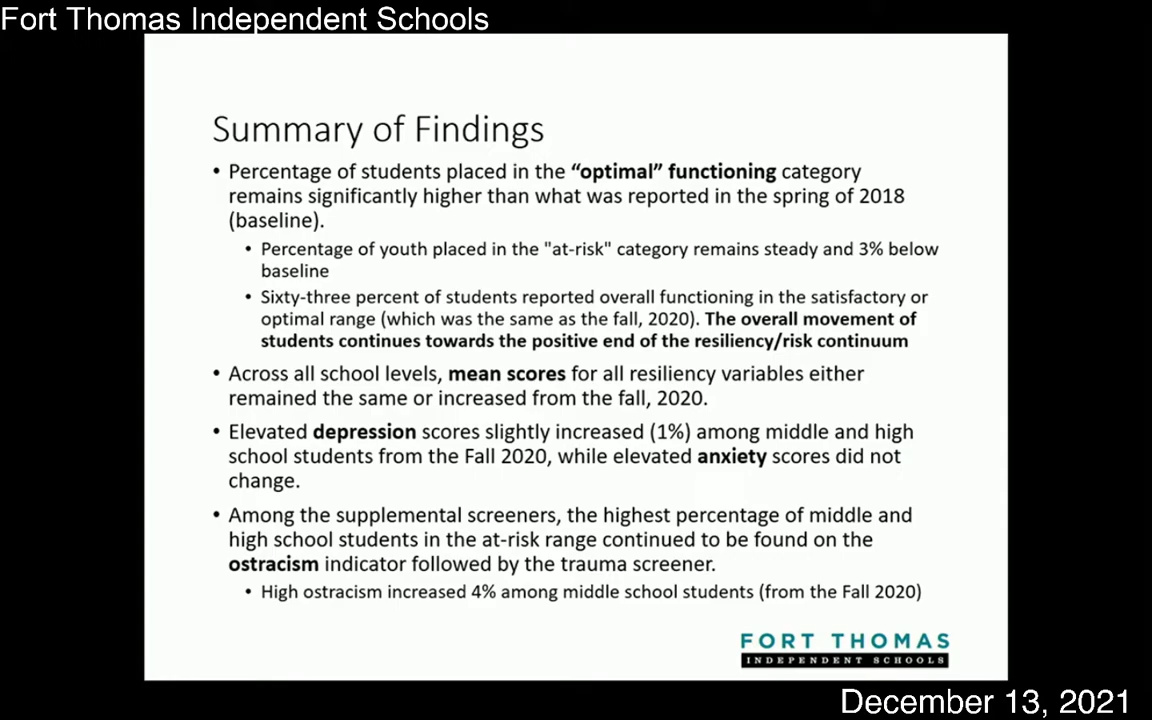 Fort Thomas Independent Schools
Summary of Findings
• Percentage of students placed in the “optimal” functioning category
remains significantly higher than what was reported in the spring of 2018
(baseline).
• Percentage of youth placed in the "at-risk" category remains steady and 3% below
baseline
• Sixty-three percent of students reported overall functioning in the satisfactory or
optimal range (which was the same as the fall, 2020). The overall movement of
students continues towards the positive end of the resiliency/risk continuum
• Across all school levels, mean scores for all resiliency variables either
remained the same or increased from the fall, 2020.
• Elevated depression scores slightly increased (1%) among middle and high
school students from the Fall 2020, while elevated anxiety scores did not
change.
• Among the supplemental screeners, the highest percentage of middle and
high school students in the at-risk range continued to be found on the
ostracism indicator followed by the trauma screener.
• High ostracism increased 4% among middle school students (from the Fall 2020)
FORT THOMAS
INDEPENDENT SCHOOLS
December 13, 2021